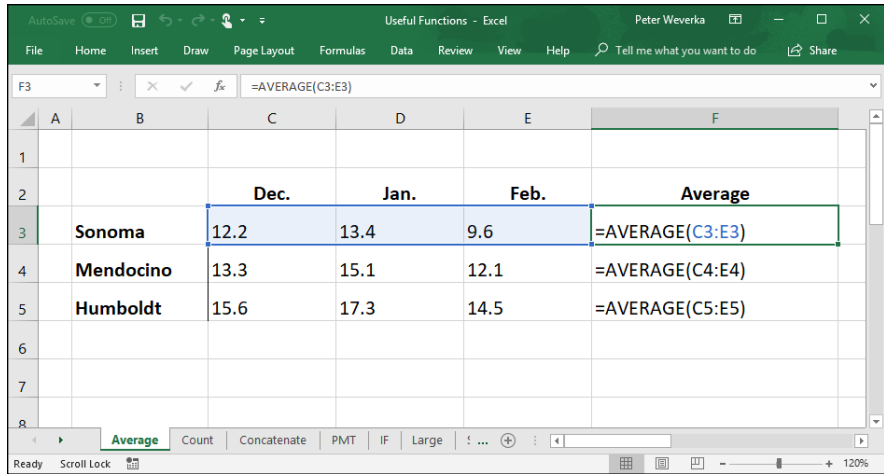 AutoSave Off Useful Functions - Excel Peter Weverka
File Home Insert Draw Page Layout Formulas Data Review View Help Tell me what you want to do Share
F3 fx =AVERAGE(C3:E3)
A B C D E F
1
2 Dec. Jan. Feb. Average
3 Sonoma 12.2 13.4 9.6 =AVERAGE(C3:E3)
4 Mendocino 13.3 15.1 12.1 =AVERAGE(C4:E4)
5 Humboldt 15.6 17.3 14.5 =AVERAGE(C5:E5)
6
7
8
Average Count Concatenate PMT IF Large ...
Ready Scroll Lock 120%